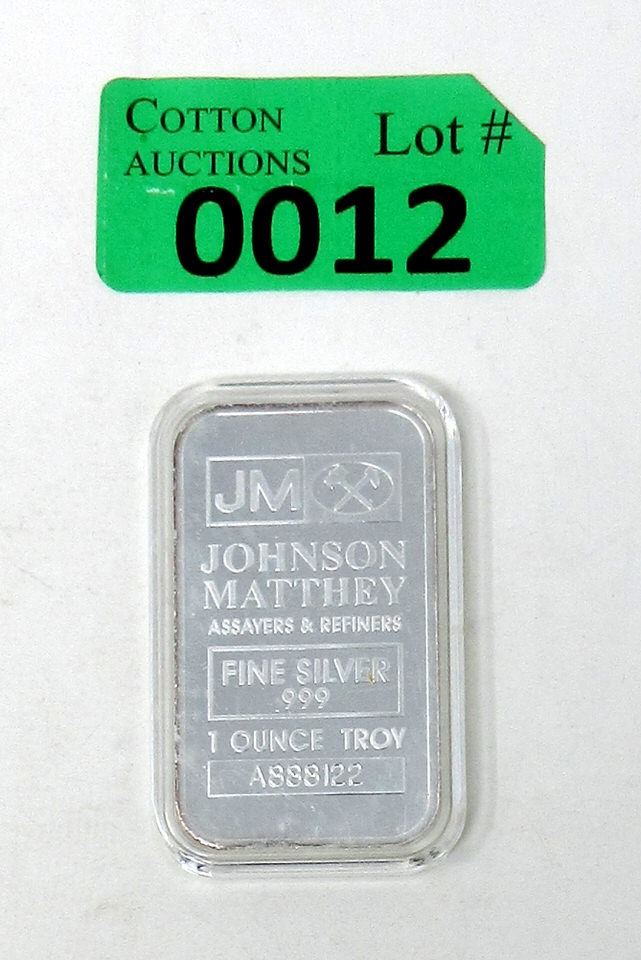 COTTON
AUCTIONS
Lot #
0012
JM
JOHNSON
MATTHEY
ASSAYERS & REFINERS
FINE SILVER
.999
1 OUNCE TROY
A888122